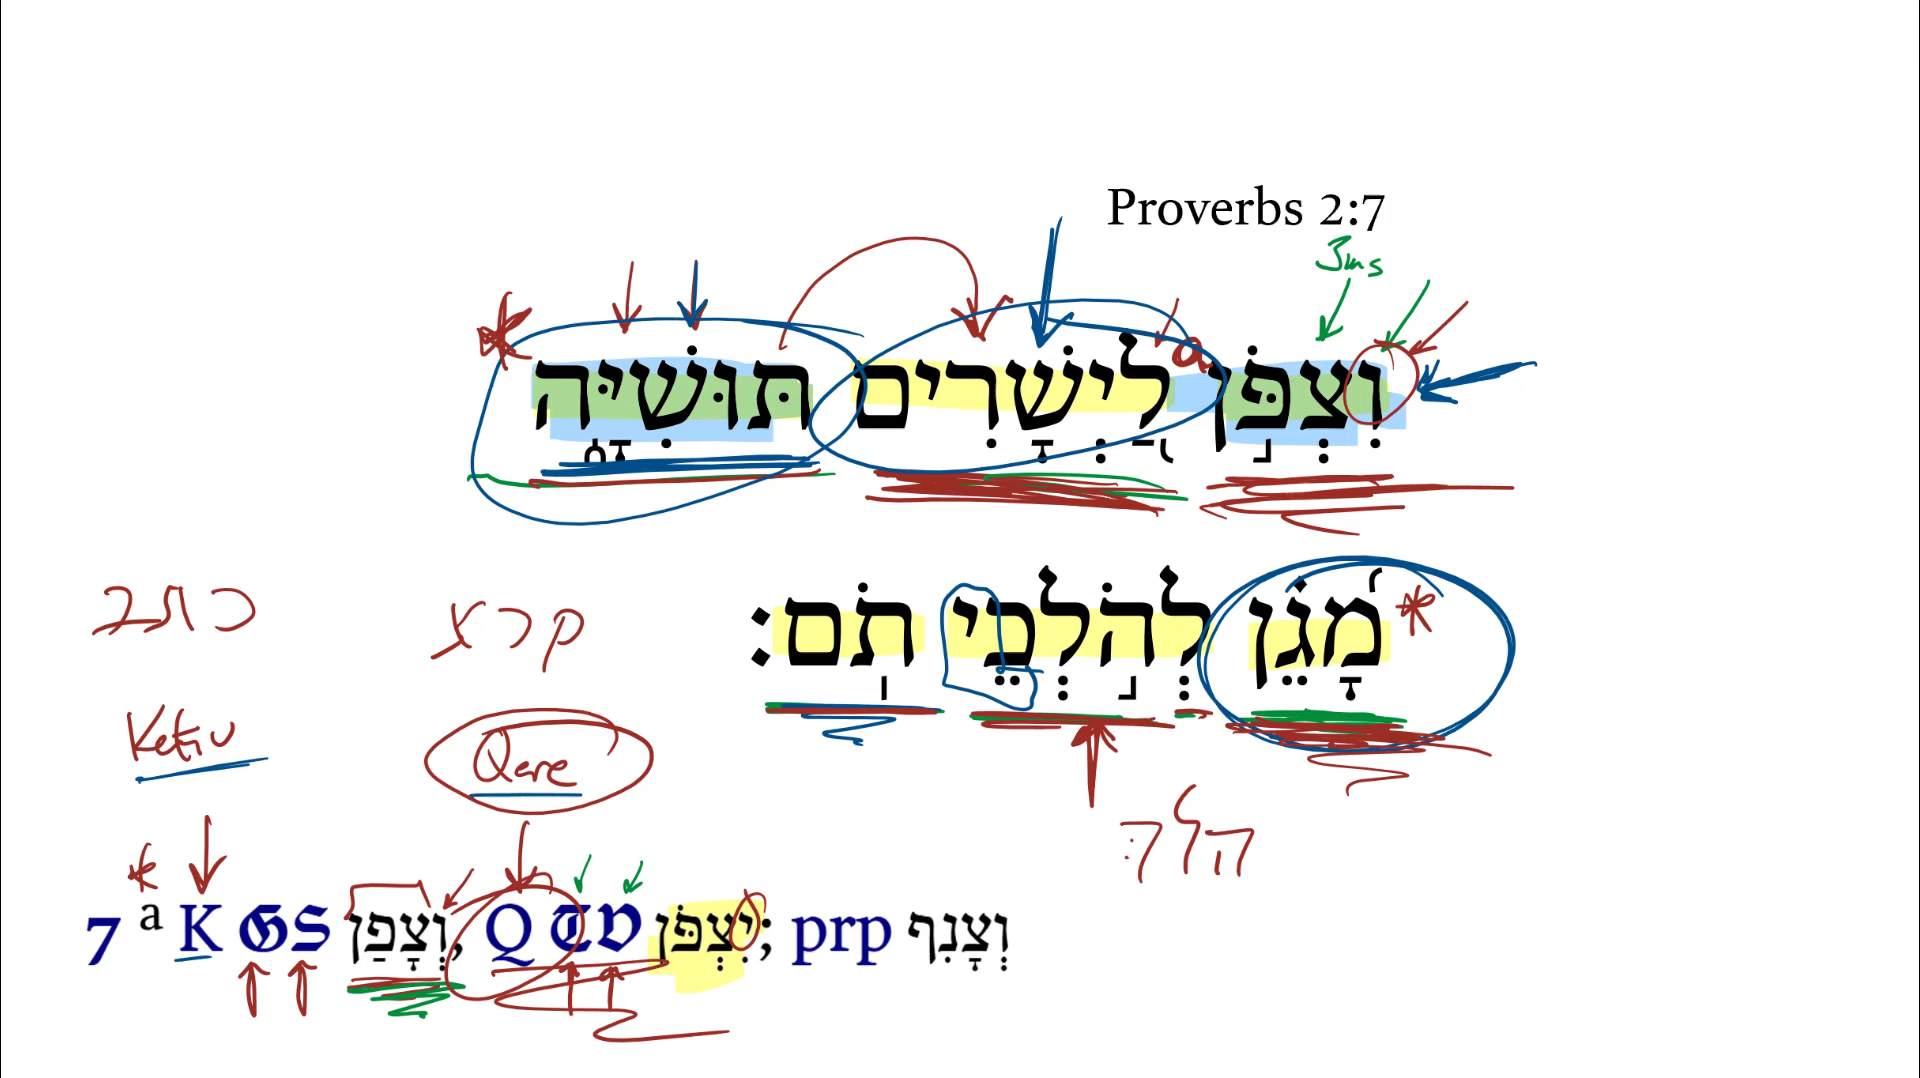 Proverbs 2:7
3ms
וִצְפֹּ֣ן a לַ֭יְשָׁרִים תּוּשִׁיָּ֑ה
*
מָ֝גֵ֗ן לְהֹ֣לְכֵי תֹֽם׃
*
כתב
קרא
Ketiv
Qere
הלך
*
7 a K 𝕲S וְצָפַן, Q 𝕿𝖁 יִצְפֹּן; prp וְצָנִף